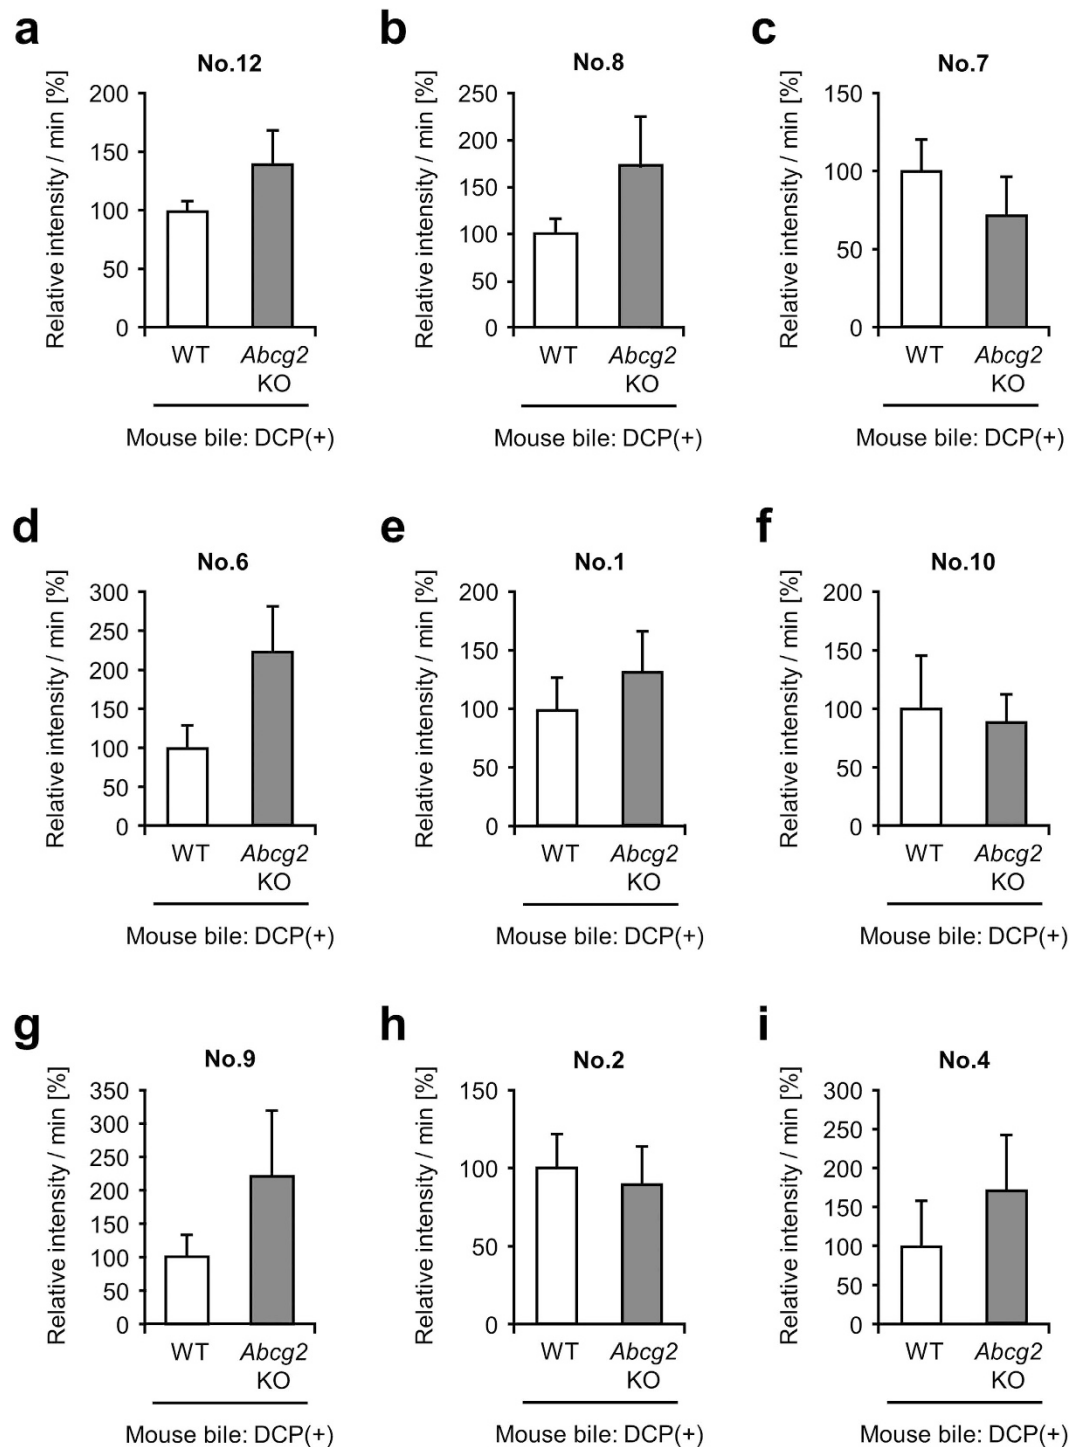 a
No.12
Relative intensity / min [%]
200
150
100
50
0
WT
Abcg2
KO
Mouse bile: DCP(+)
b
No.8
Relative intensity / min [%]
250
200
150
100
50
0
WT
Abcg2
KO
Mouse bile: DCP(+)
c
No.7
Relative intensity / min [%]
150
100
50
0
WT
Abcg2
KO
Mouse bile: DCP(+)
d
No.6
Relative intensity / min [%]
300
250
200
150
100
50
0
WT
Abcg2
KO
Mouse bile: DCP(+)
e
No.1
Relative intensity / min [%]
200
150
100
50
0
WT
Abcg2
KO
Mouse bile: DCP(+)
f
No.10
Relative intensity / min [%]
200
150
100
50
0
WT
Abcg2
KO
Mouse bile: DCP(+)
g
No.9
Relative intensity / min [%]
350
300
250
200
150
100
50
0
WT
Abcg2
KO
Mouse bile: DCP(+)
h
No.2
Relative intensity / min [%]
150
100
50
0
WT
Abcg2
KO
Mouse bile: DCP(+)
i
No.4
Relative intensity / min [%]
300
250
200
150
100
50
0
WT
Abcg2
KO
Mouse bile: DCP(+)